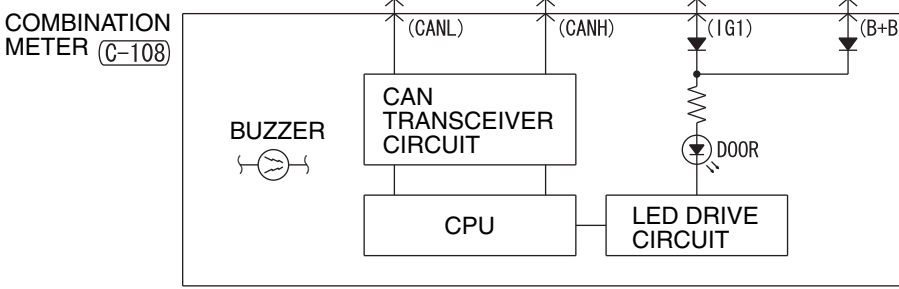 COMBINATION
METER (C-108)
(CANL)
(CANH)
(IG1)
(B+B
CAN
TRANSCEIVER
CIRCUIT
BUZZER
DOOR
CPU
LED DRIVE
CIRCUIT